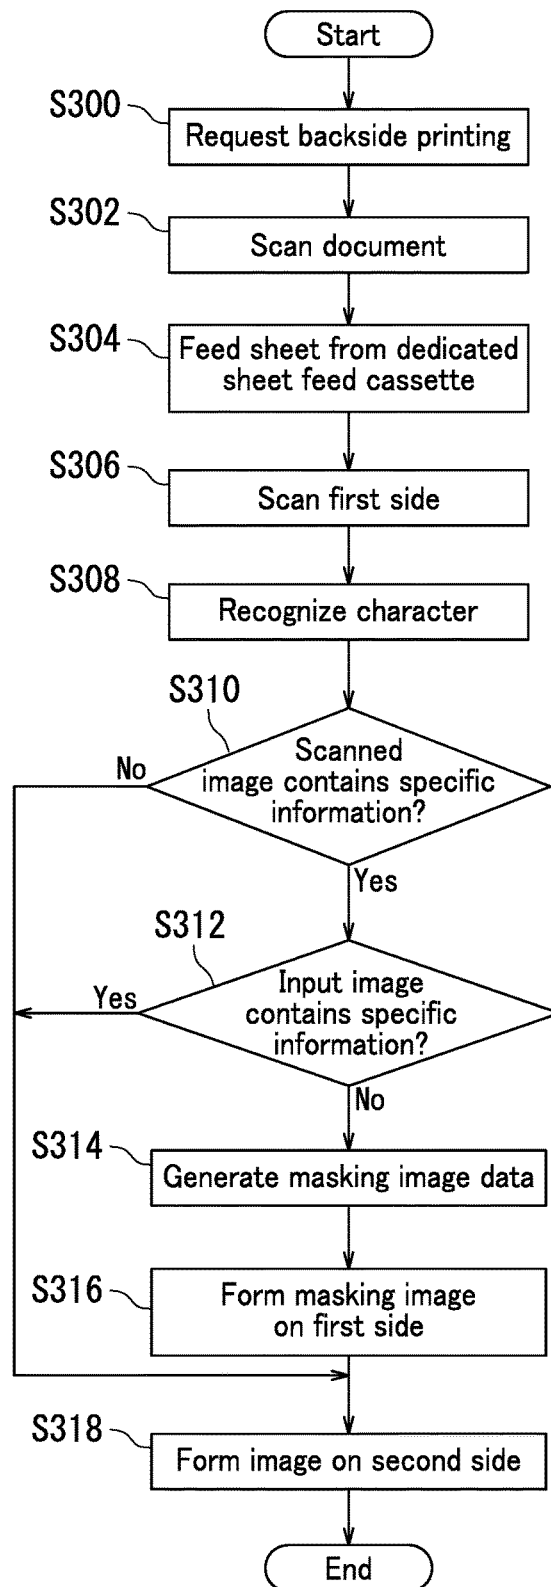 Start
S300
Request backside printing
S302
Scan document
S304
Feed sheet from dedicated
sheet feed cassette
S306
Scan first side
S308
Recognize character
S310
Scanned
image contains specific
information?
No
Yes
S312
Input image
contains specific
information?
Yes
No
S314
Generate masking image data
S316
Form masking image
on first side
S318
Form image on second side
End